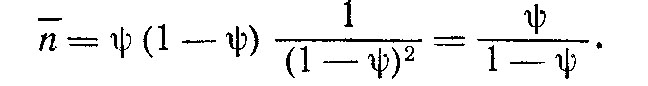 n̅ = ψ (1 — ψ) 1/(1 — ψ)² = ψ/(1 — ψ).